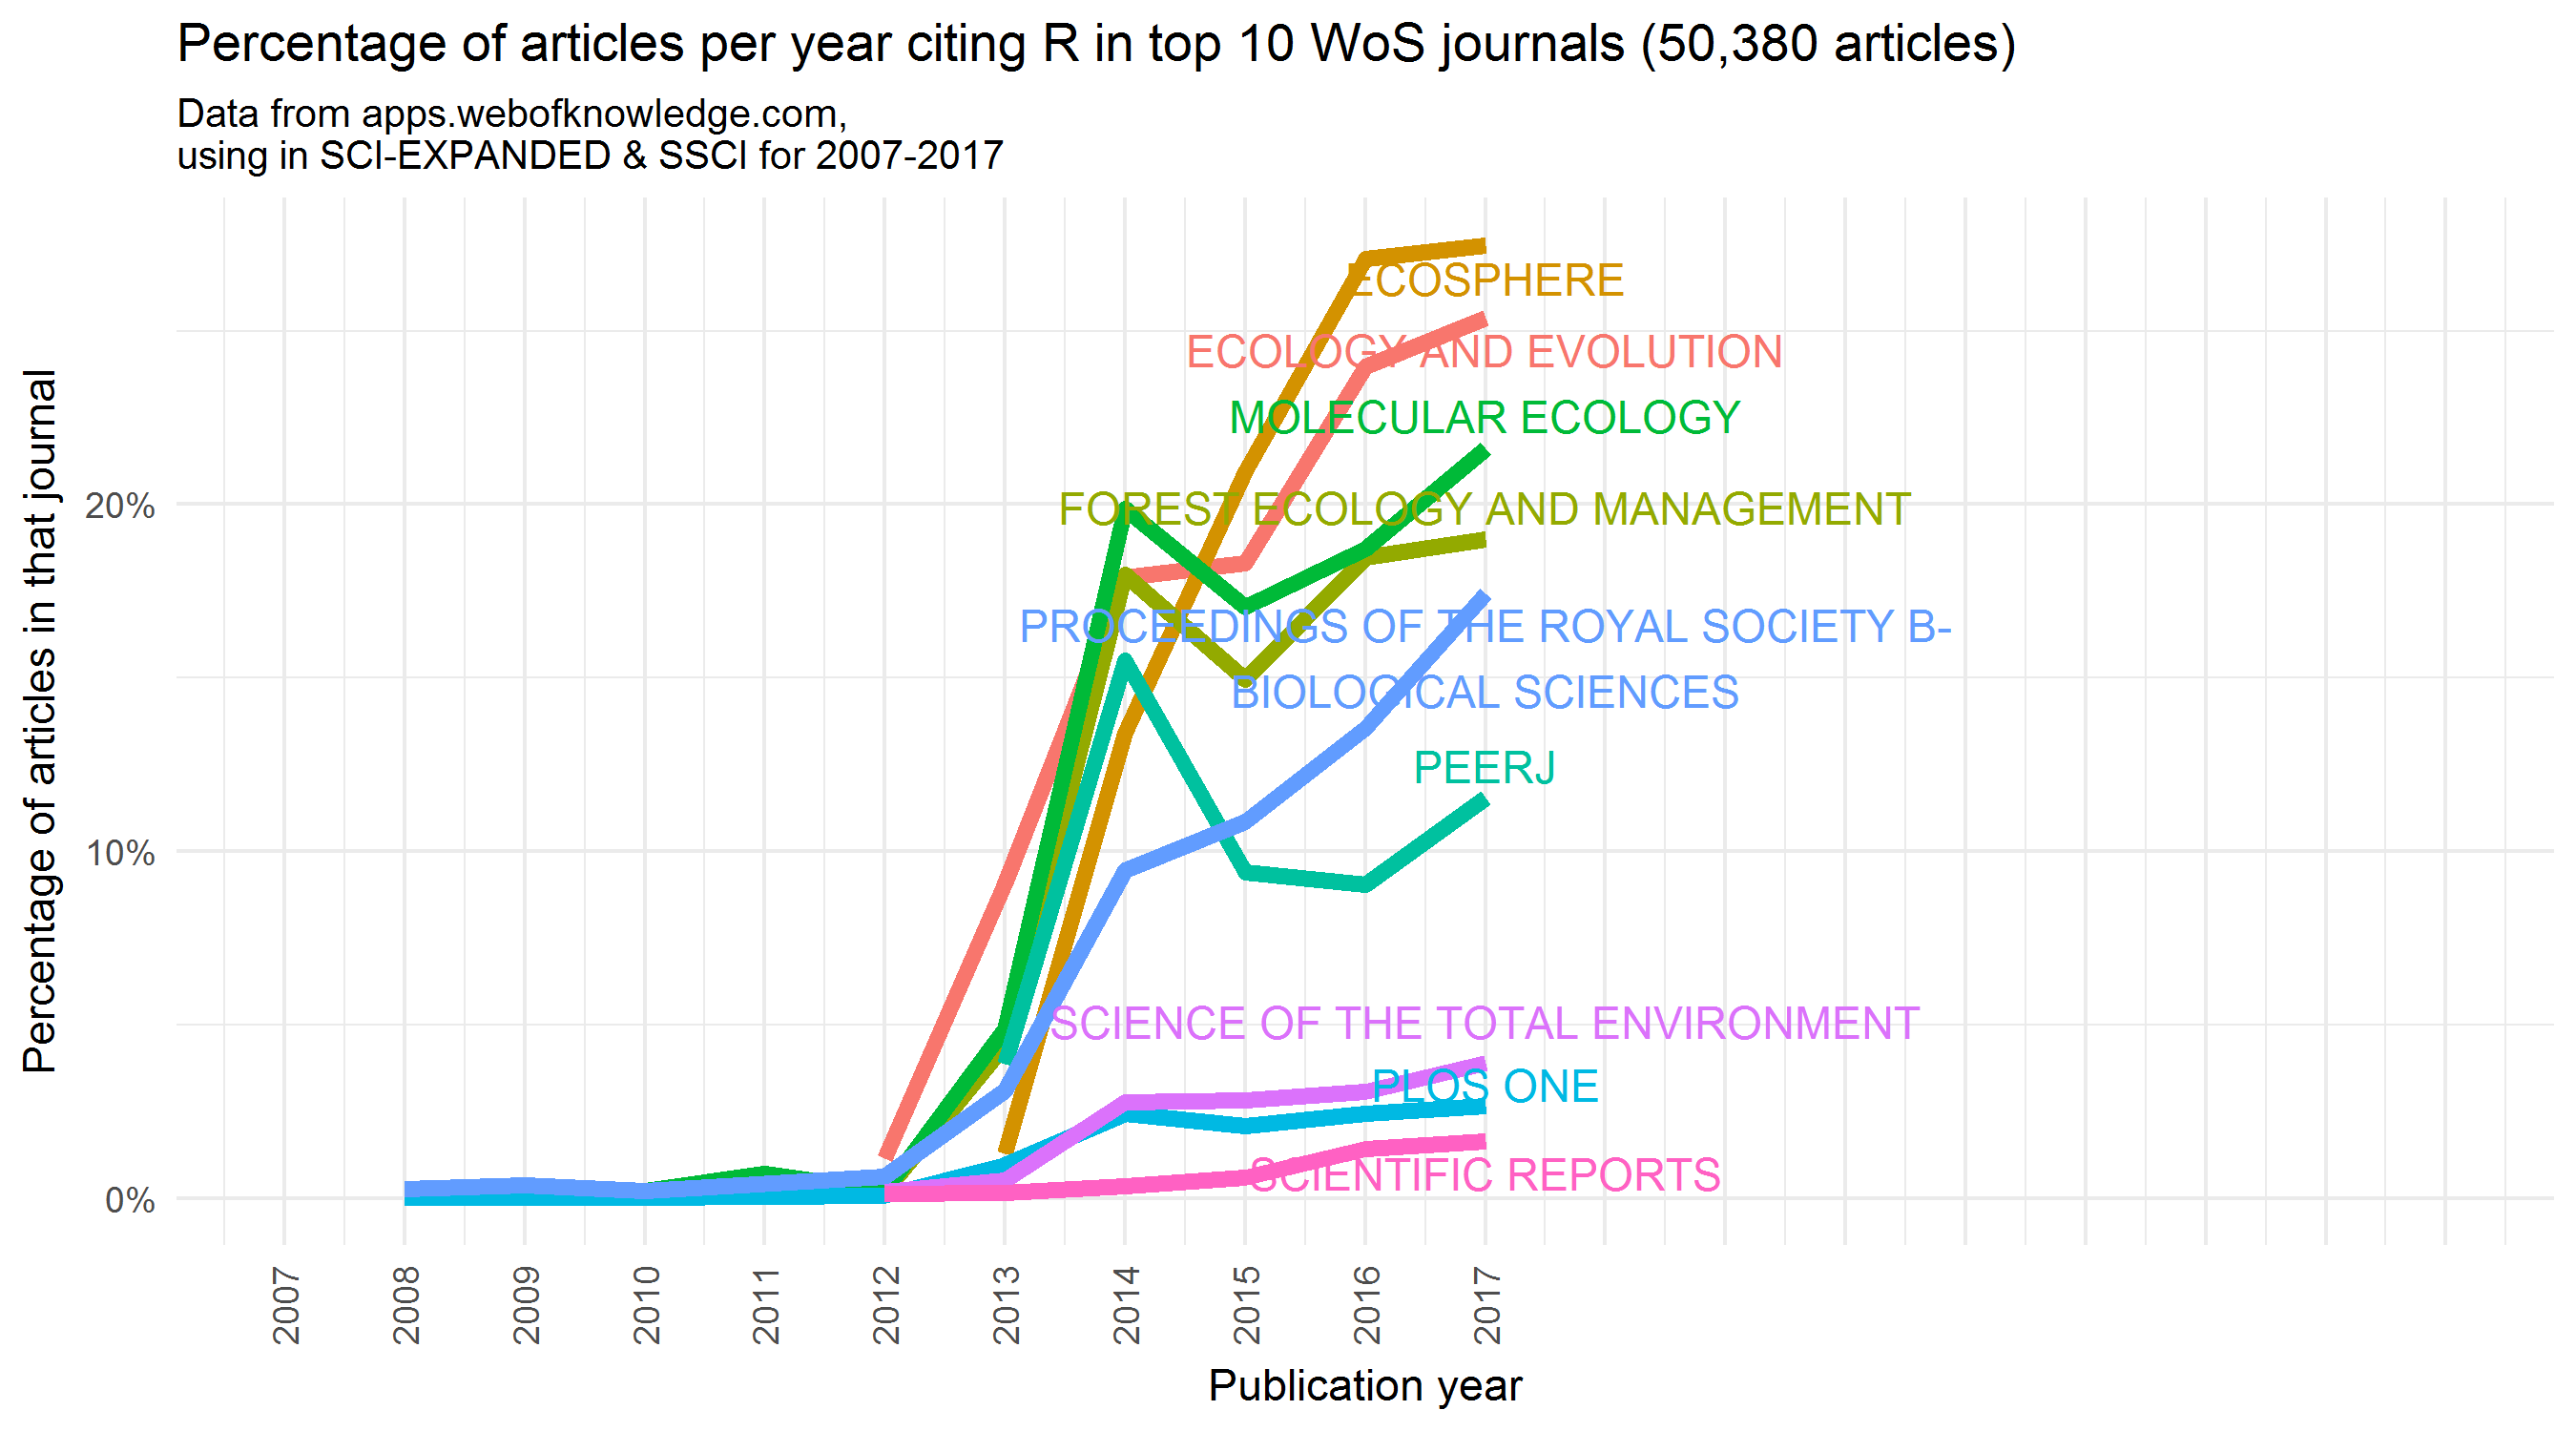 Percentage of articles per year citing R in top 10 WoS journals (50,380 articles)
Data from apps.webofknowledge.com,
using in SCI-EXPANDED & SSCI for 2007-2017
Percentage of articles in that journal
20%
10%
0%
ECOSPHERE
ECOLOGY AND EVOLUTION
MOLECULAR ECOLOGY
FOREST ECOLOGY AND MANAGEMENT
PROCEEDINGS OF THE ROYAL SOCIETY B-
BIOLOGICAL SCIENCES
PEERJ
SCIENCE OF THE TOTAL ENVIRONMENT
PLOS ONE
SCIENTIFIC REPORTS
2007
2008
2009
2010
2011
2012
2013
2014
2015
2016
2017
Publication year